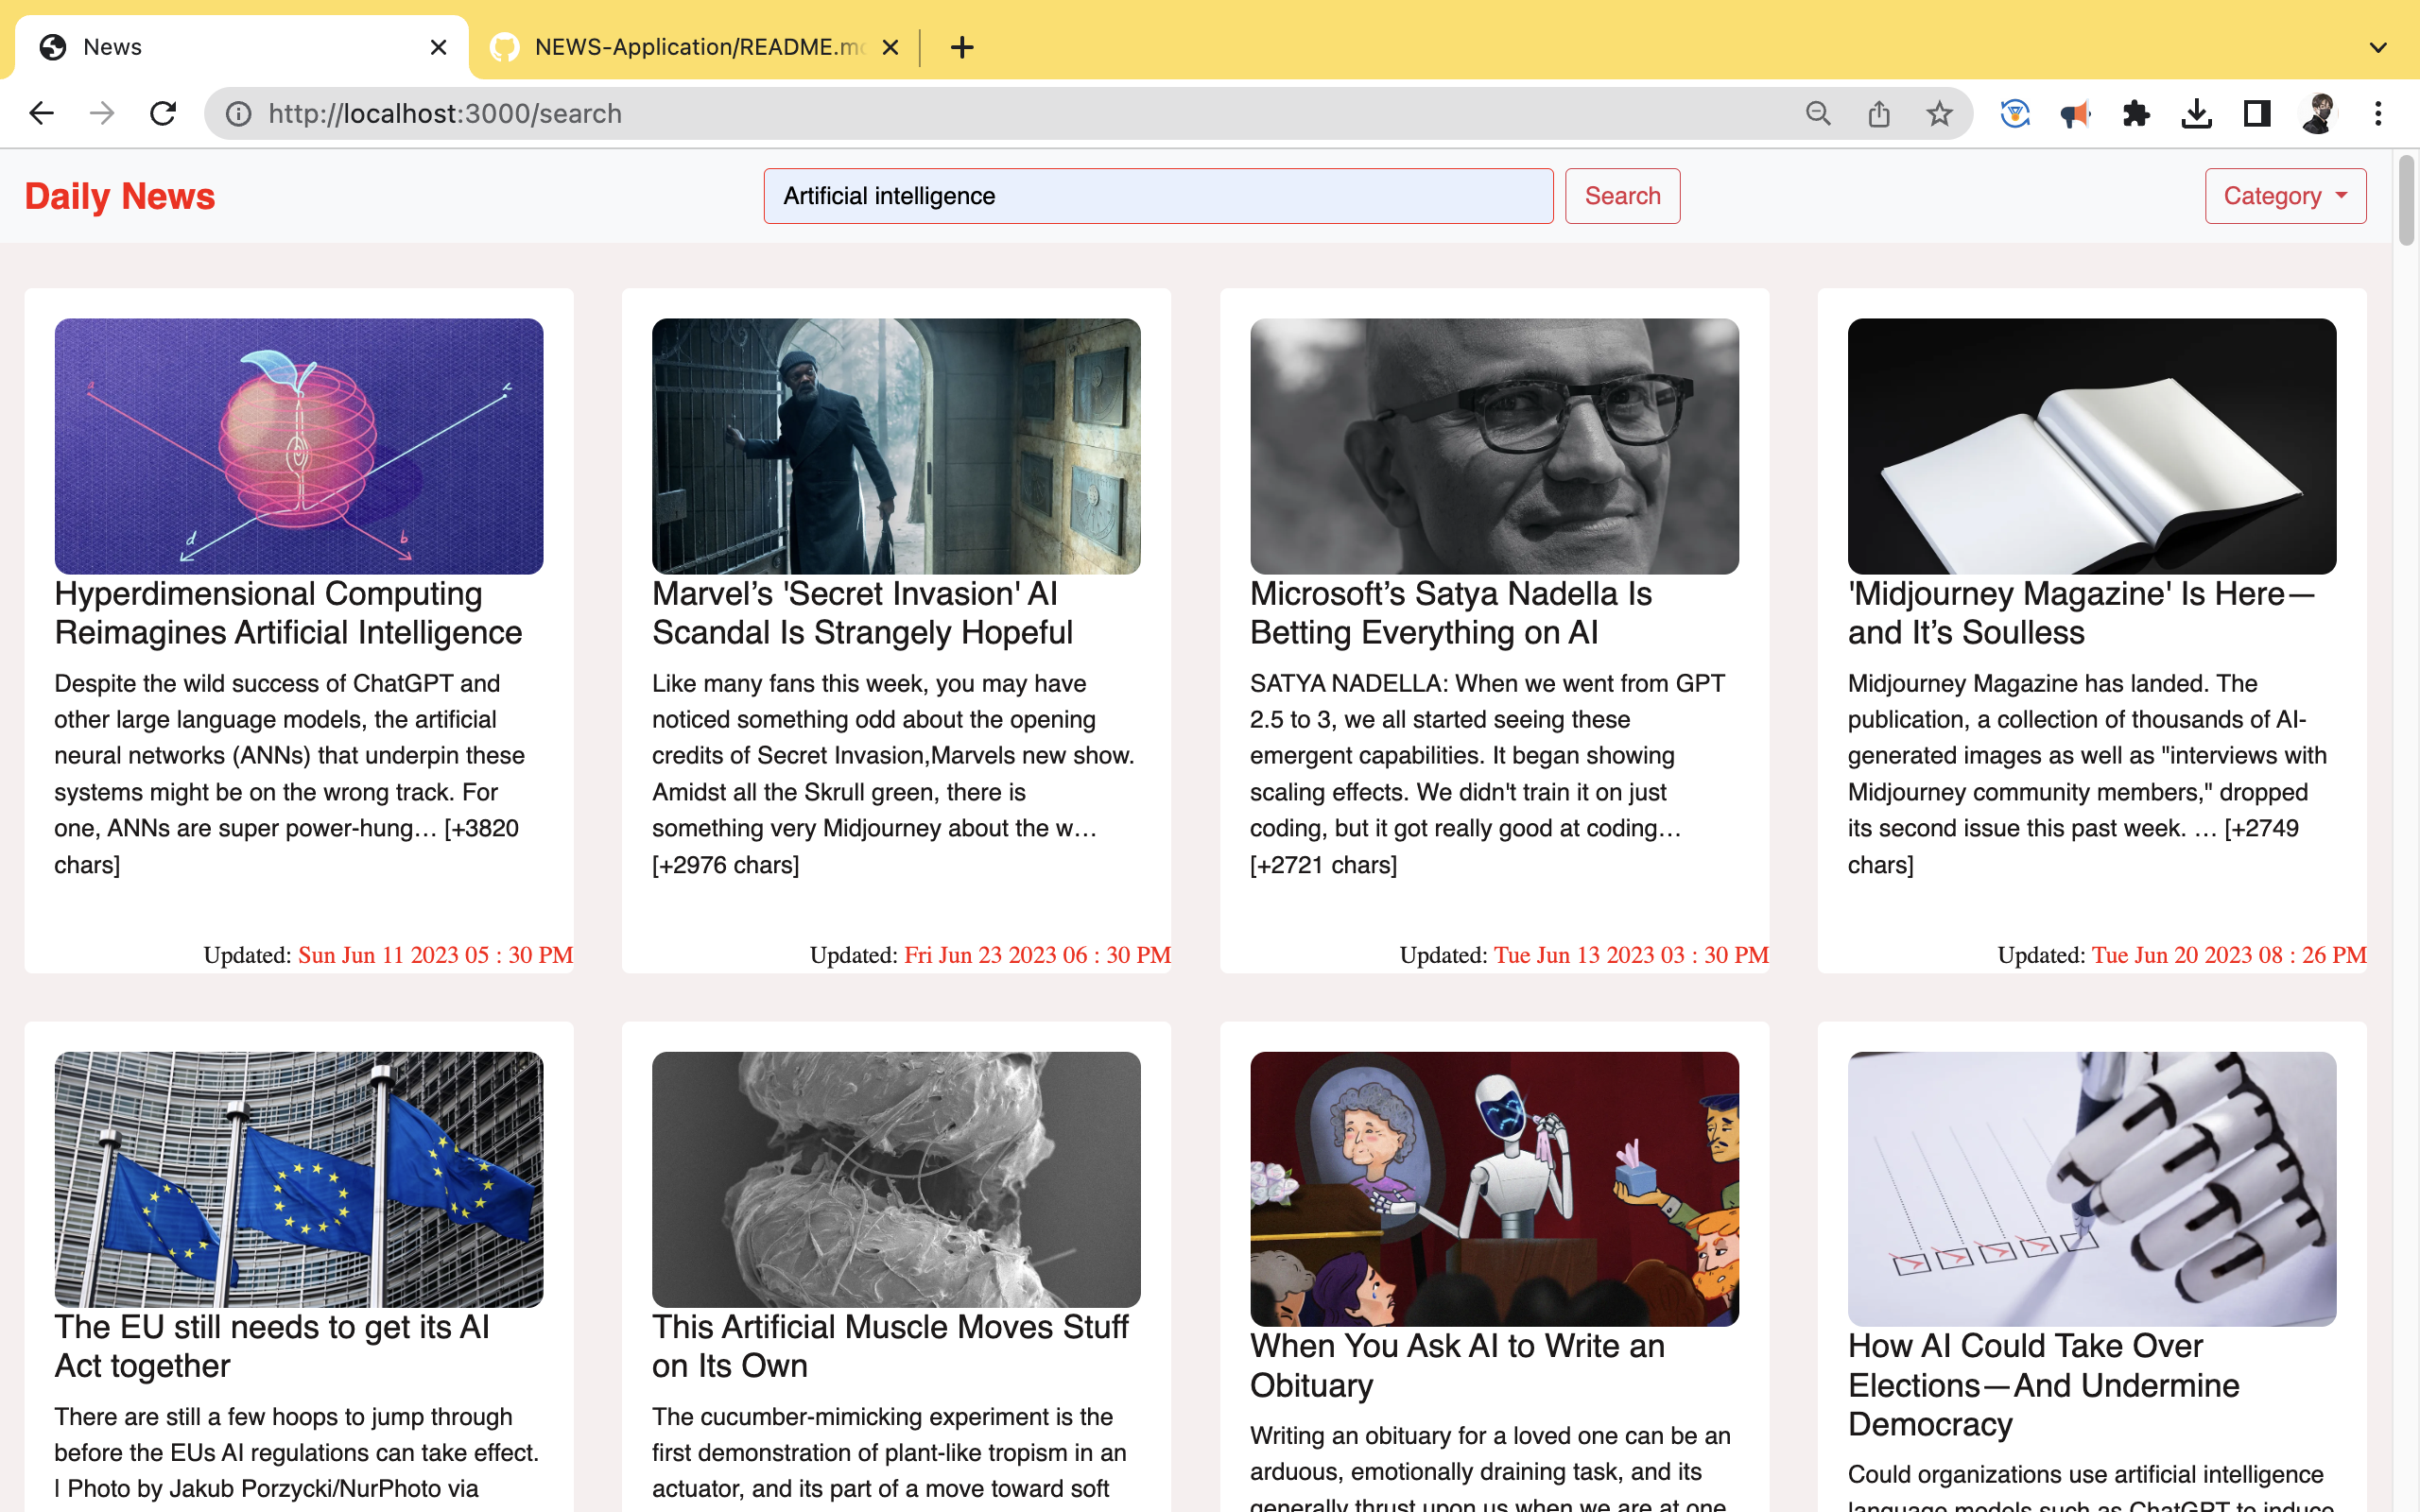 News
NEWS-Application/README.m
http://localhost:3000/search
Daily News
Artificial intelligence
Search
Category
a
d
b
Hyperdimensional Computing
Reimagines Artificial Intelligence
Despite the wild success of ChatGPT and
other large language models, the artificial
neural networks (ANNs) that underpin these
systems might be on the wrong track. For
one, ANNs are super power-hung… [+3820
chars]
Updated: Sun Jun 11 2023 05 : 30 PM
Marvel’s 'Secret Invasion' AI
Scandal Is Strangely Hopeful
Like many fans this week, you may have
noticed something odd about the opening
credits of Secret Invasion,Marvels new show.
Amidst all the Skrull green, there is
something very Midjourney about the w…
[+2976 chars]
Updated: Fri Jun 23 2023 06 : 30 PM
Microsoft’s Satya Nadella Is
Betting Everything on AI
SATYA NADELLA: When we went from GPT
2.5 to 3, we all started seeing these
emergent capabilities. It began showing
scaling effects. We didn't train it on just
coding, but it got really good at coding…
[+2721 chars]
Updated: Tue Jun 13 2023 03 : 30 PM
'Midjourney Magazine' Is Here—
and It’s Soulless
Midjourney Magazine has landed. The
publication, a collection of thousands of AI-
generated images as well as "interviews with
Midjourney community members," dropped
its second issue this past week. … [+2749
chars]
Updated: Tue Jun 20 2023 08 : 26 PM
The EU still needs to get its AI
Act together
There are still a few hoops to jump through
before the EUs AI regulations can take effect.
| Photo by Jakub Porzycki/NurPhoto via
This Artificial Muscle Moves Stuff
on Its Own
The cucumber-mimicking experiment is the
first demonstration of plant-like tropism in an
actuator, and its part of a move toward soft
When You Ask AI to Write an
Obituary
Writing an obituary for a loved one can be an
arduous, emotionally draining task, and its
generally thrust upon us when we are at one
How AI Could Take Over
Elections—And Undermine
Democracy
Could organizations use artificial intelligence
language models such as ChatGPT to induce